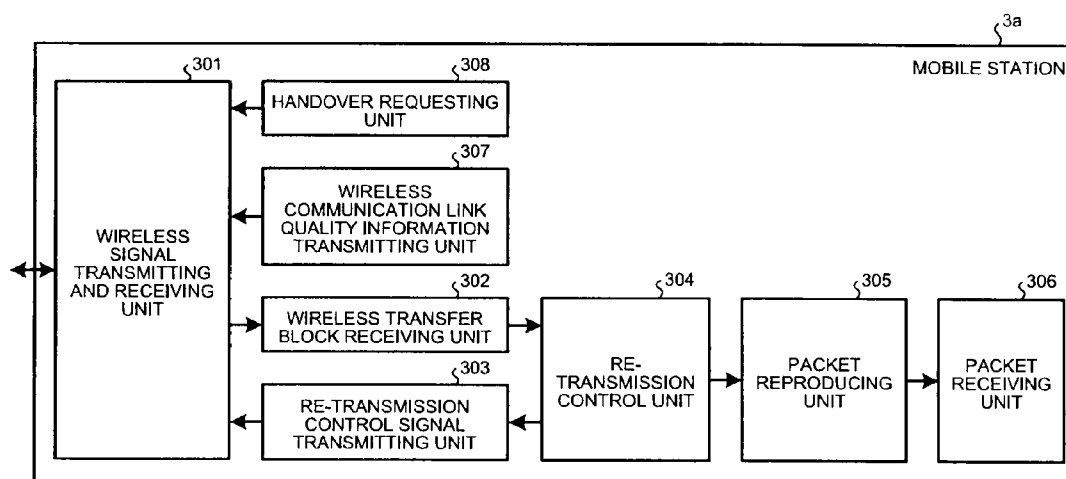 3a
MOBILE STATION
301
WIRELESS
SIGNAL
TRANSMITTING
AND RECEIVING
UNIT
308
HANDOVER REQUESTING
UNIT
307
WIRELESS
COMMUNICATION LINK
QUALITY INFORMATION
TRANSMITTING UNIT
302
WIRELESS TRANSFER
BLOCK RECEIVING UNIT
303
RE-TRANSMISSION
CONTROL SIGNAL
TRANSMITTING UNIT
304
RE-
TRANSMISSION
CONTROL UNIT
305
PACKET
REPRODUCING
UNIT
306
PACKET
RECEIVING
UNIT